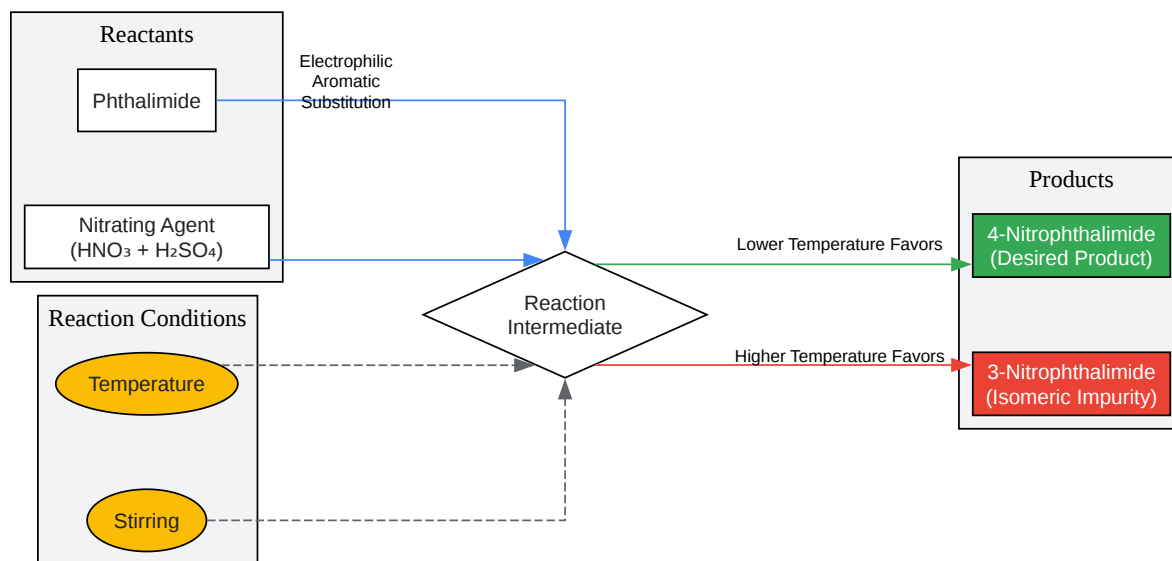 Reactants
Phthalimide
Electrophilic
Aromatic
Substitution
Nitrating Agent
(HNO₃ + H₂SO₄)
Reaction Conditions
Temperature
Stirring
Reaction
Intermediate
Lower Temperature Favors
Higher Temperature Favors
Products
4-Nitrophthalimide
(Desired Product)
3-Nitrophthalimide
(Isomeric Impurity)